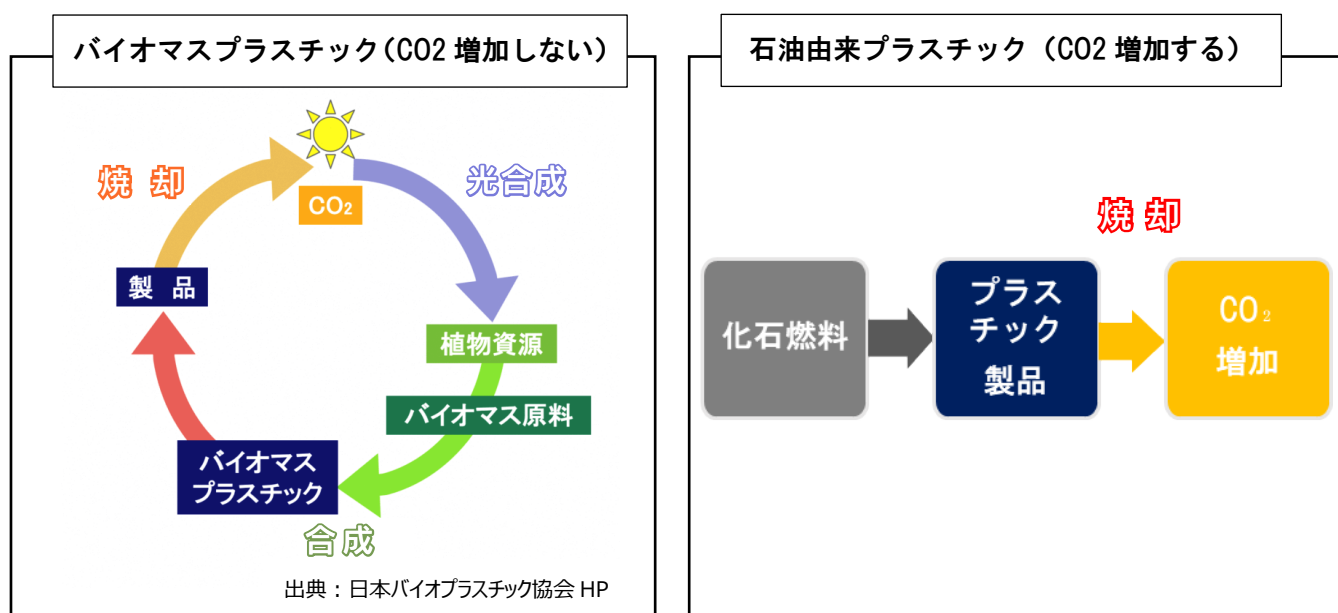 バイオマスプラスチック(CO2 増加しない)
焼 却
光合成
CO₂
製 品
植物資源
バイオマス原料
バイオマス
プラスチック
合成
出典：日本バイオプラスチック協会 HP
石油由来プラスチック（CO2 増加する）
焼 却
化石燃料
プラス
チック
製品
CO₂
増加